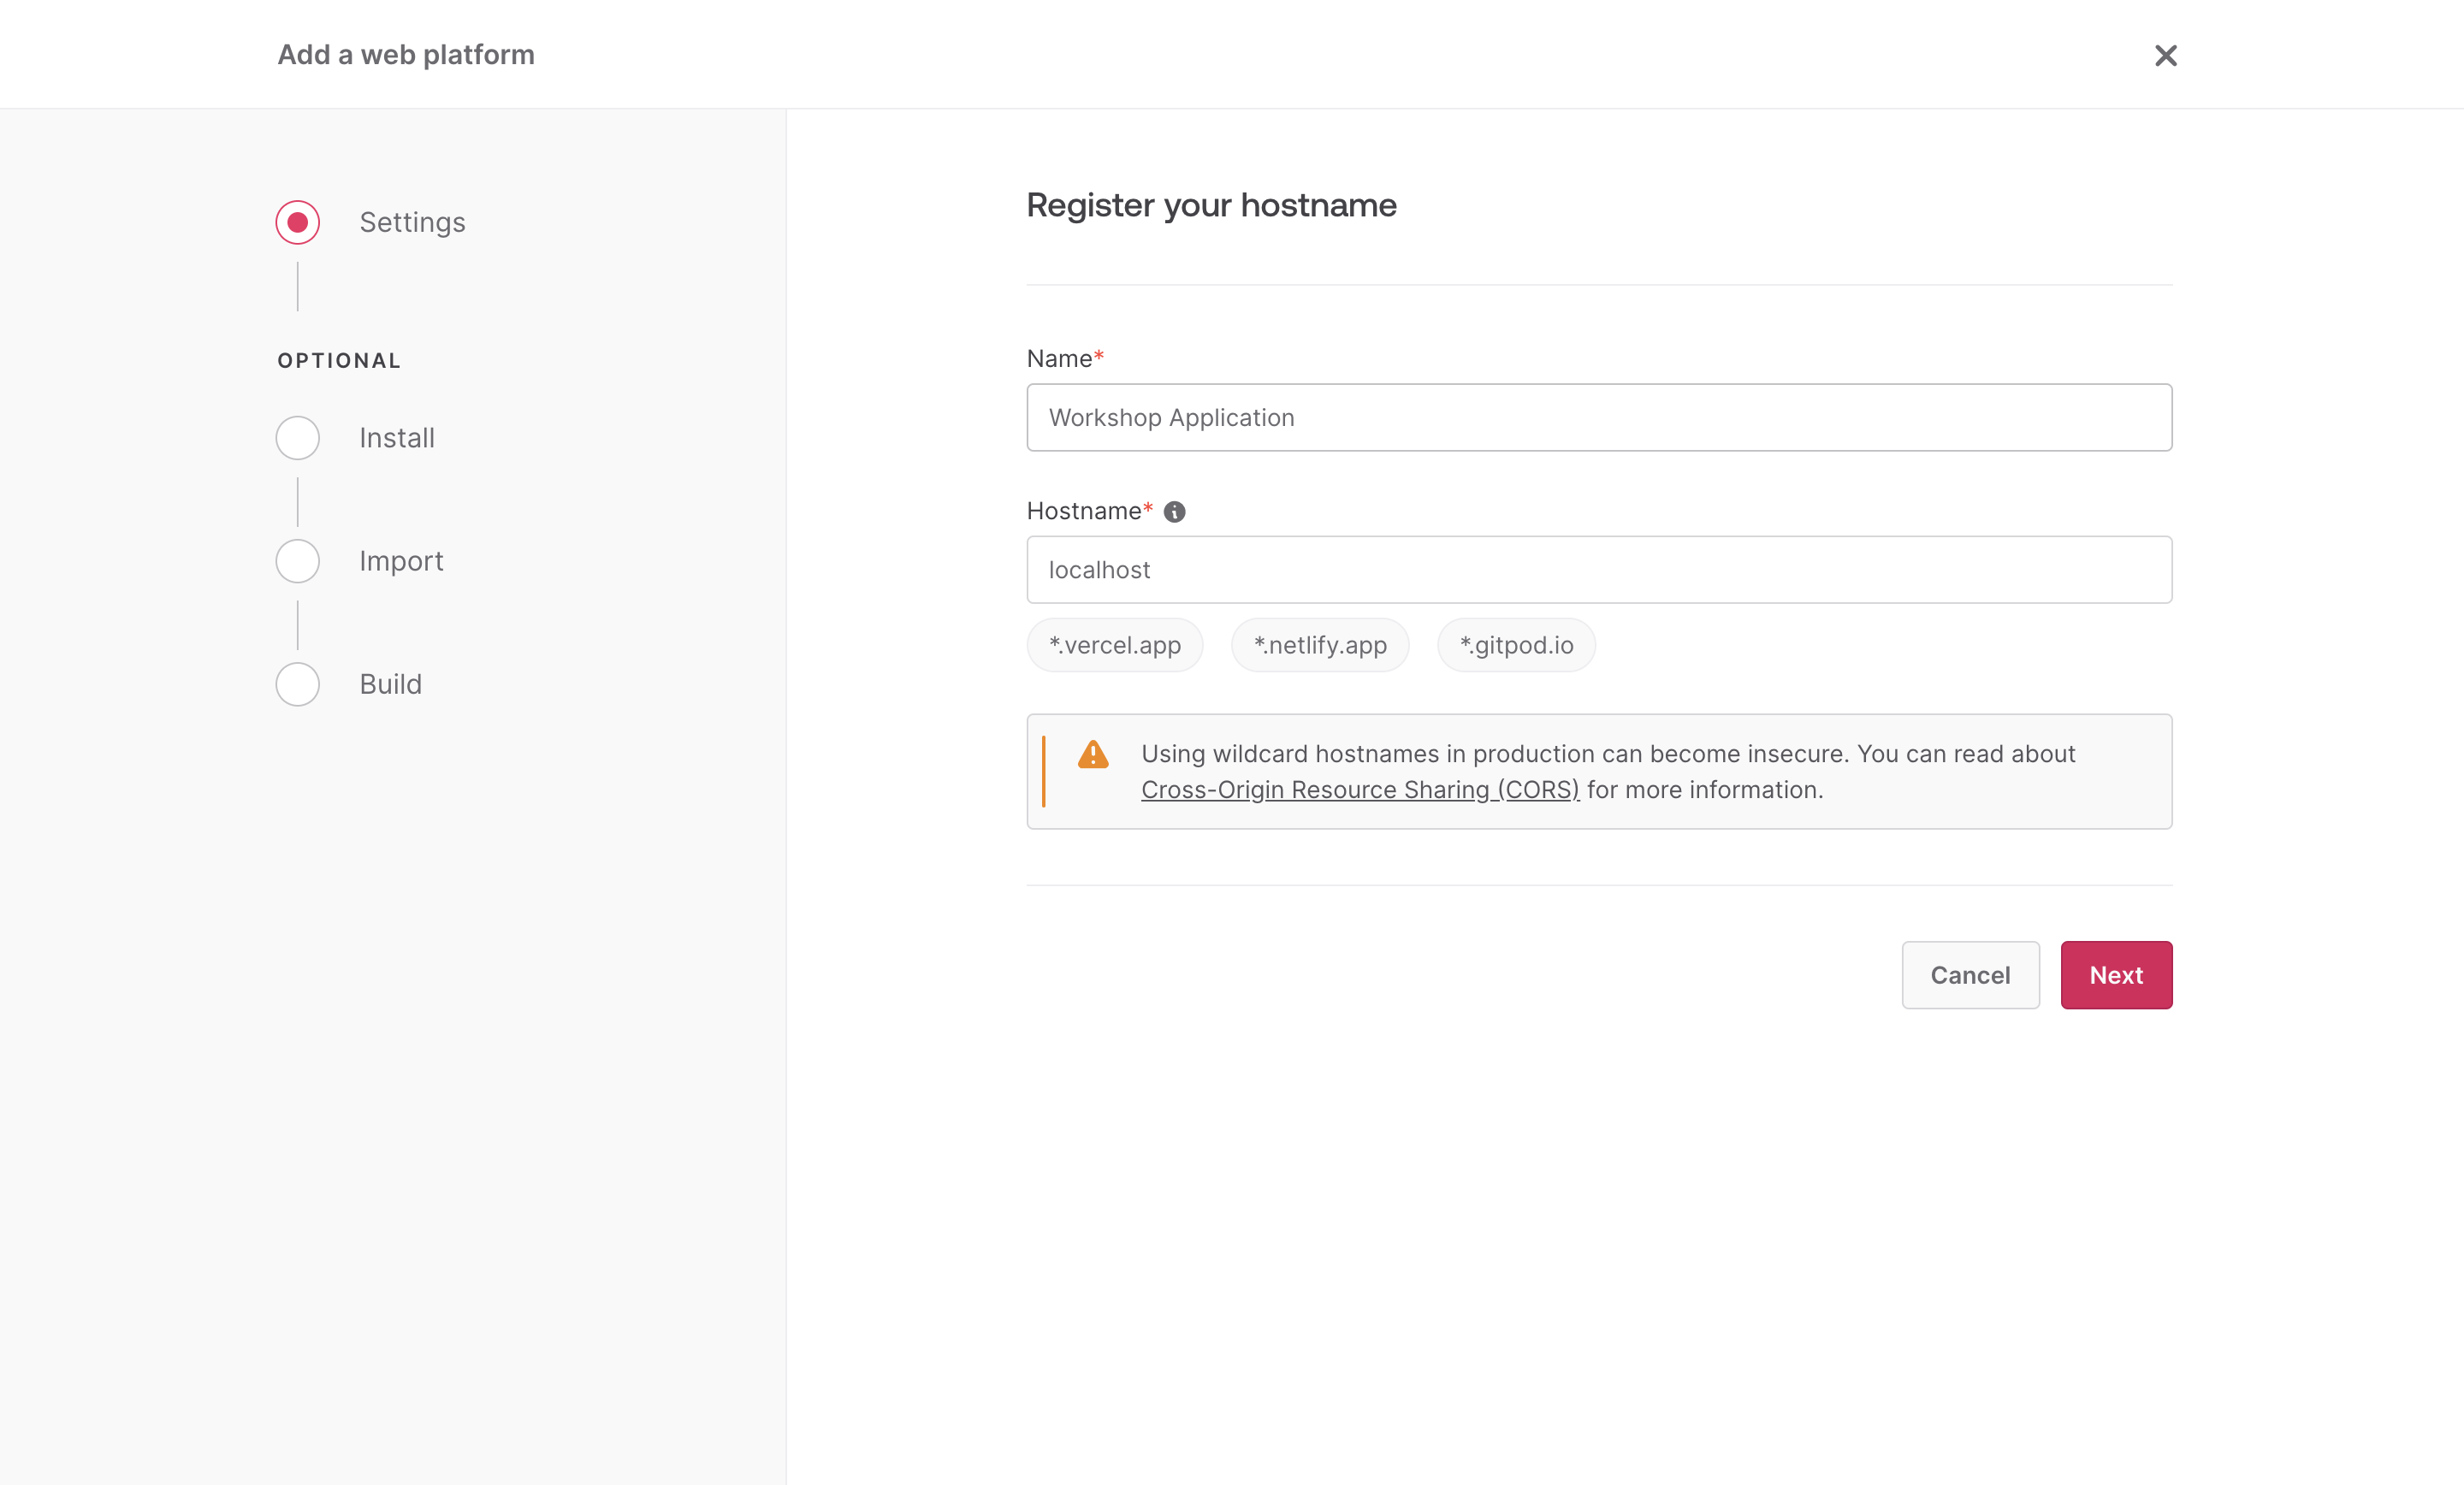 Add a web platform
Settings
OPTIONAL
Install
Import
Build
Register your hostname
Name*
Workshop Application
Hostname*
localhost
*.vercel.app *.netlify.app *.gitpod.io
Using wildcard hostnames in production can become insecure. You can read about
Cross-Origin Resource Sharing (CORS) for more information.
Cancel Next